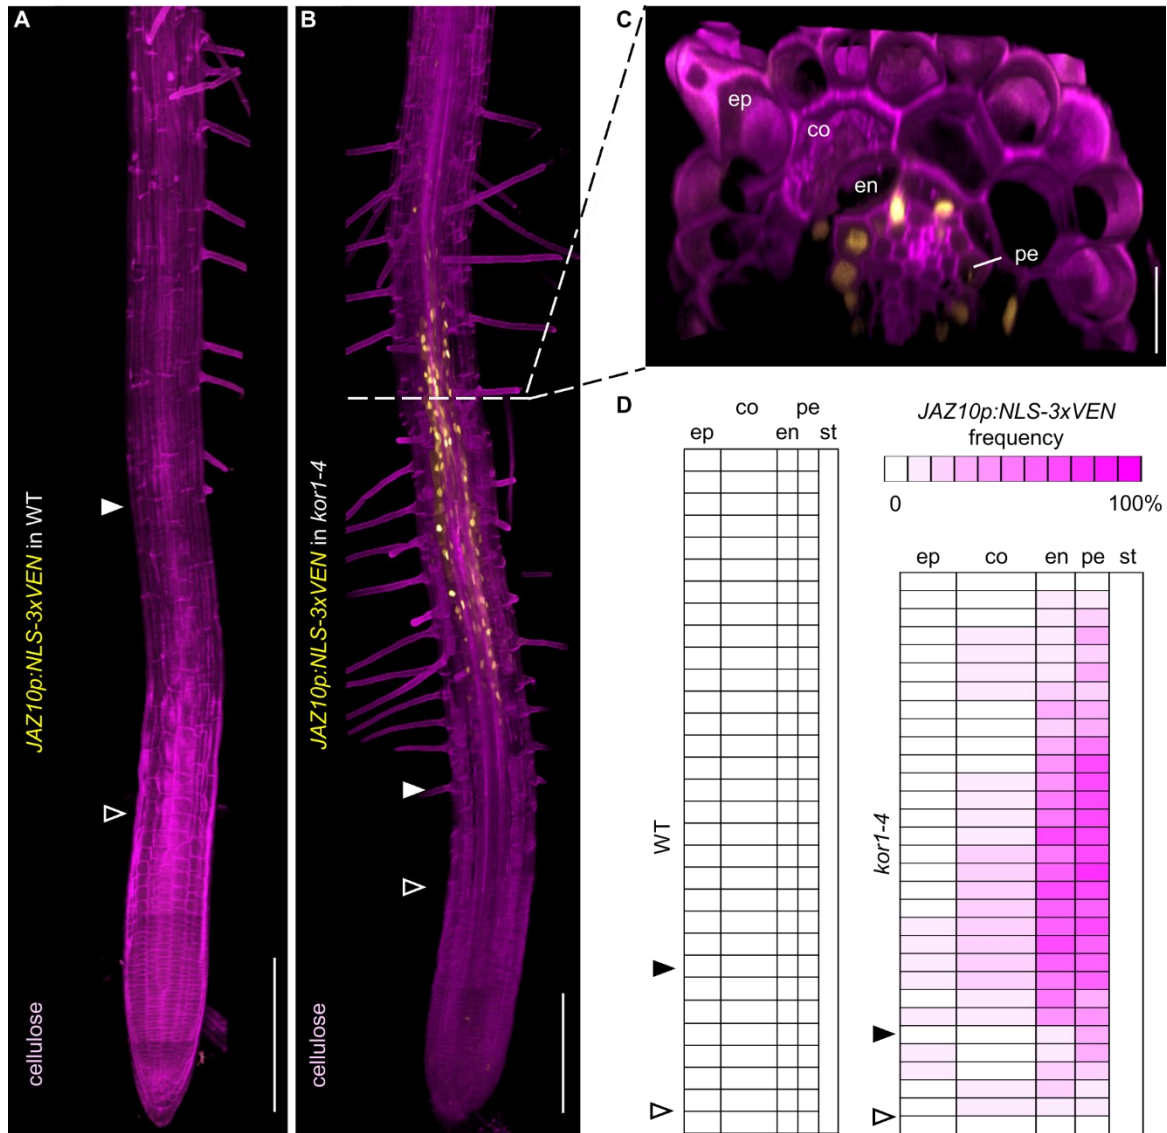 A
JAZ10p:NLS-3xVEN in WT
cellulose
B
JAZ10p:NLS-3xVEN in kor1-4
cellulose
C
ep
co
en
pe
D
co pe
ep en st
WT
JAZ10p:NLS-3xVEN
frequency
0 100%
ep co en pe st
kor1-4